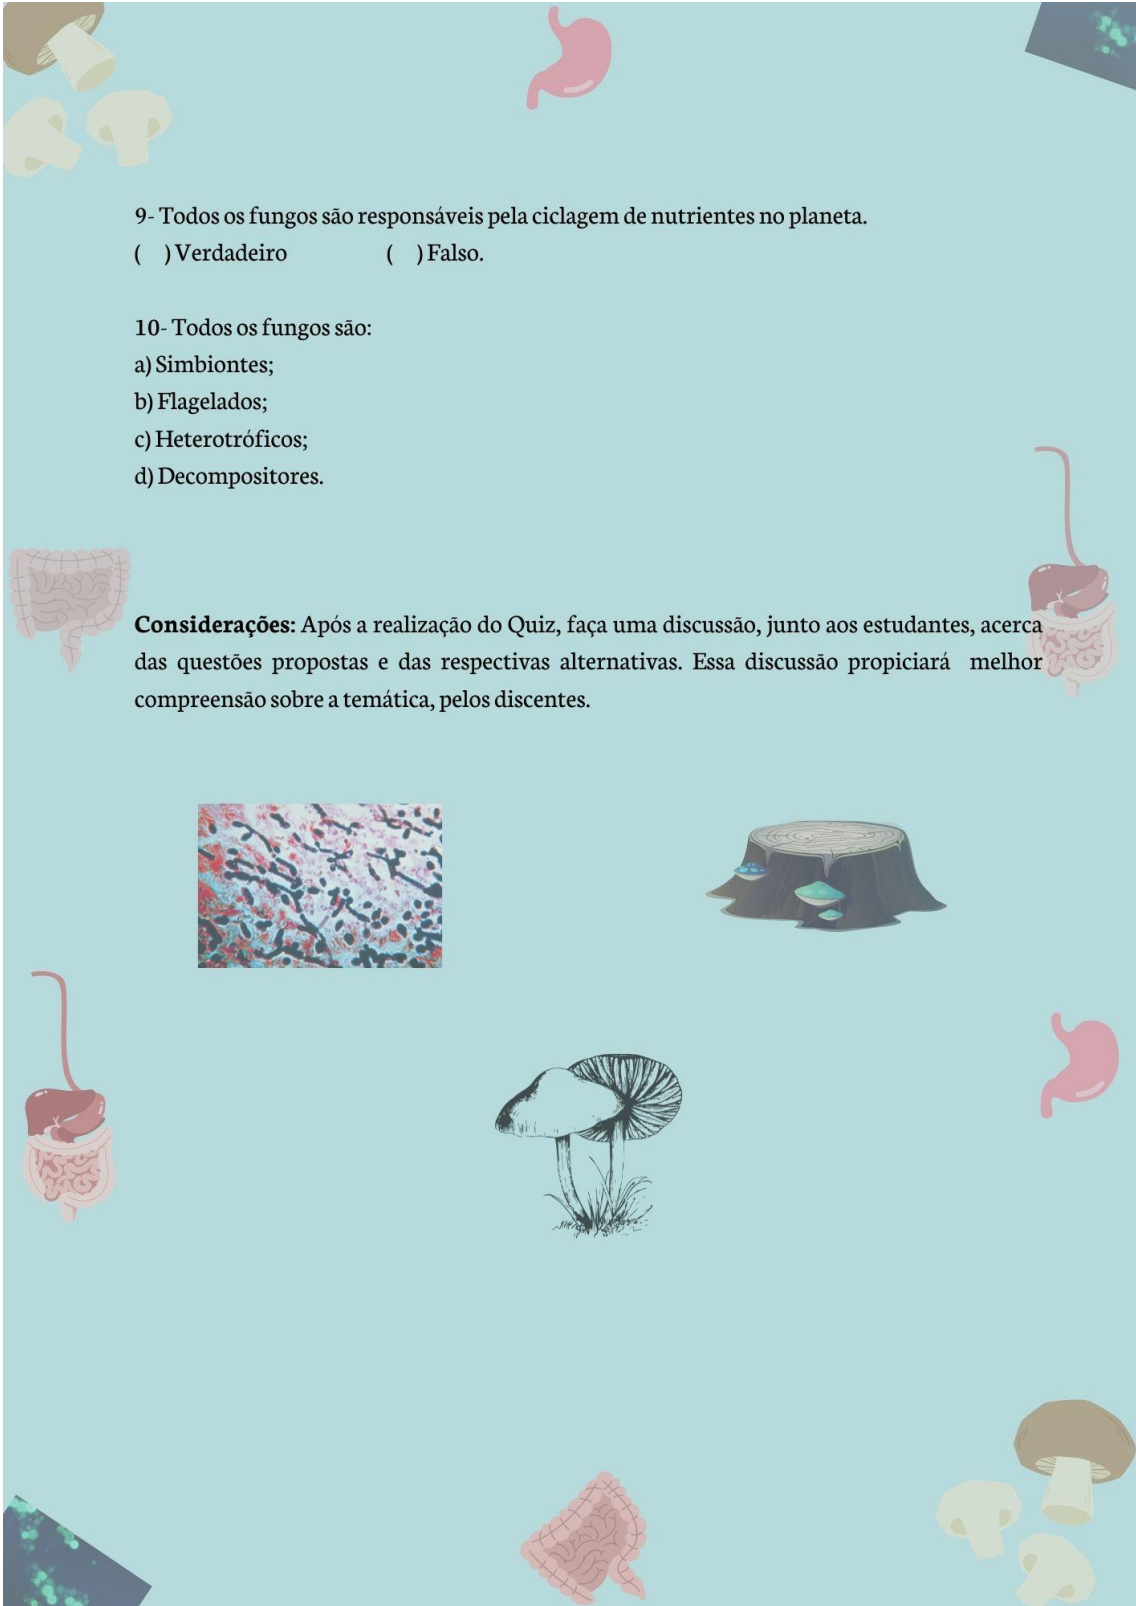 9- Todos os fungos são responsáveis pela ciclagem de nutrientes no planeta.
( ) Verdadeiro ( ) Falso.
10- Todos os fungos são:
a) Simbiontes;
b) Flagelados;
c) Heterotróficos;
d) Decompositores.
Considerações: Após a realização do Quiz, faça uma discussão, junto aos estudantes, acerca
das questões propostas e das respectivas alternativas. Essa discussão propiciará melhor
compreensão sobre a temática, pelos discentes.